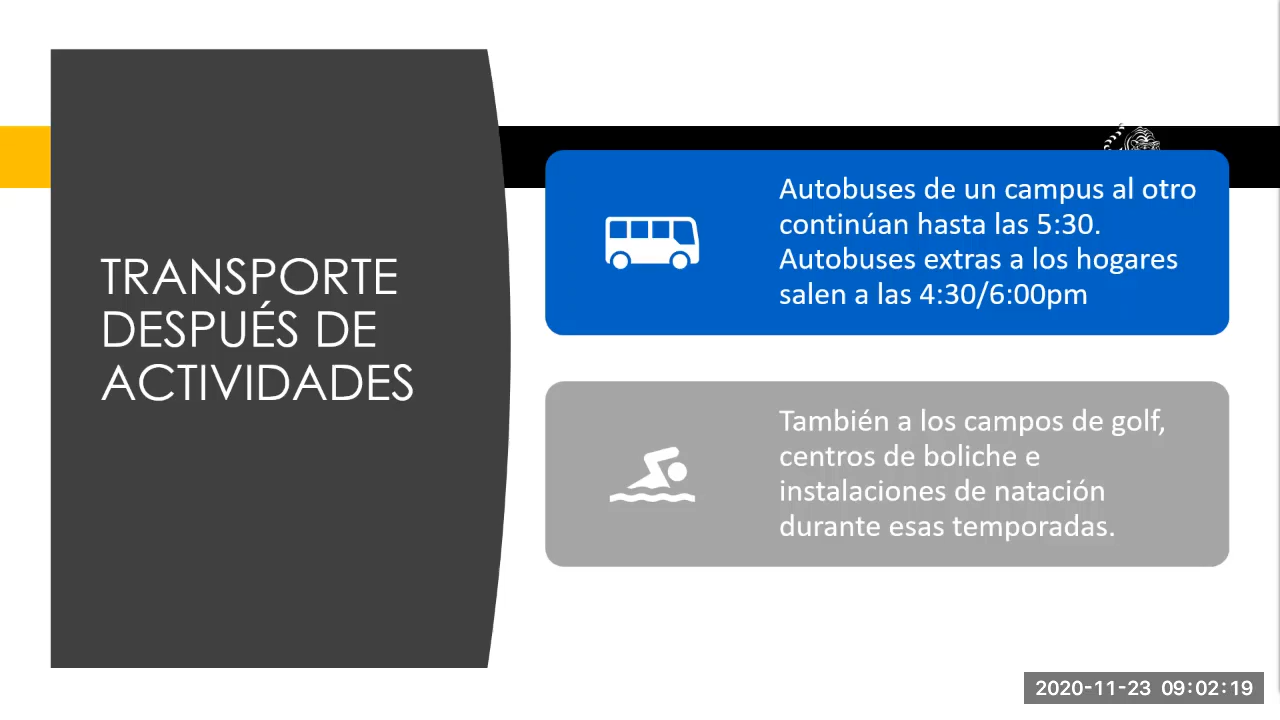 TRANSPORTE
DESPUÉS DE
ACTIVIDADES
Autobuses de un campus al otro
continúan hasta las 5:30.
Autobuses extras a los hogares
salen a las 4:30/6:00pm
También a los campos de golf,
centros de boliche e
instalaciones de natación
durante esas temporadas.
2020-11-23 09:02:19